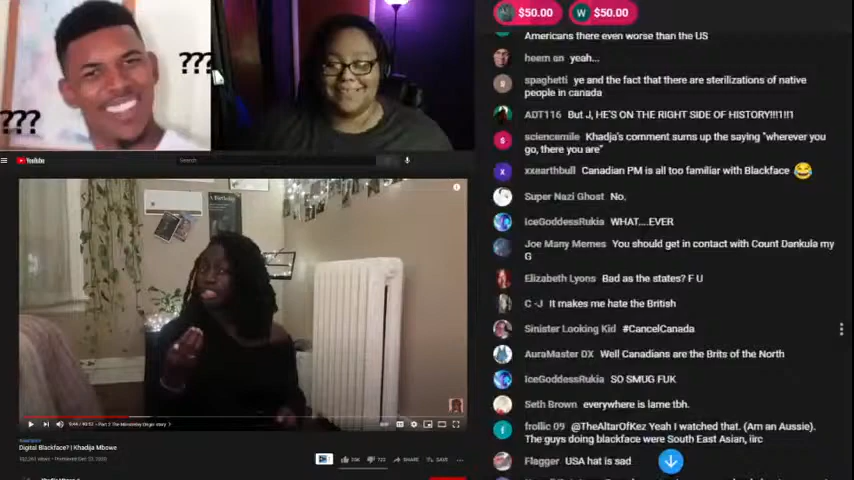 ???
???
YouTube
Search
Digital Blackface? | Khadija Mbowe
SHARE
SAVE
$50.00
W $50.00
Americans there even worse than the US
heem an yeah...
spaghetti ye and the fact that there are sterilizations of native
people in canada
ADT116 But J, HE'S ON THE RIGHT SIDE OF HISTORY!!!1!!1
sciencemile Khadja's comment sums up the saying "wherever you
go, there you are"
xxearthbull Canadian PM is all too familiar with Blackface 😂
Super Nazi Ghost No.
IceGoddessRukia WHAT....EVER
Joe Many Memes You should get in contact with Count Dankula my
G
Elizabeth Lyons Bad as the states? F U
C -J It makes me hate the British
Sinister Looking Kid #CancelCanada
AuraMaster DX Well Canadians are the Brits of the North
IceGoddessRukia SO SMUG FUK
Seth Brown everywhere is lame tbh.
frollic 09 @TheAltarOfKez Yeah I watched that. (Am an Aussie).
The guys doing blackface were South East Asian, iirc
Flagger USA hat is sad